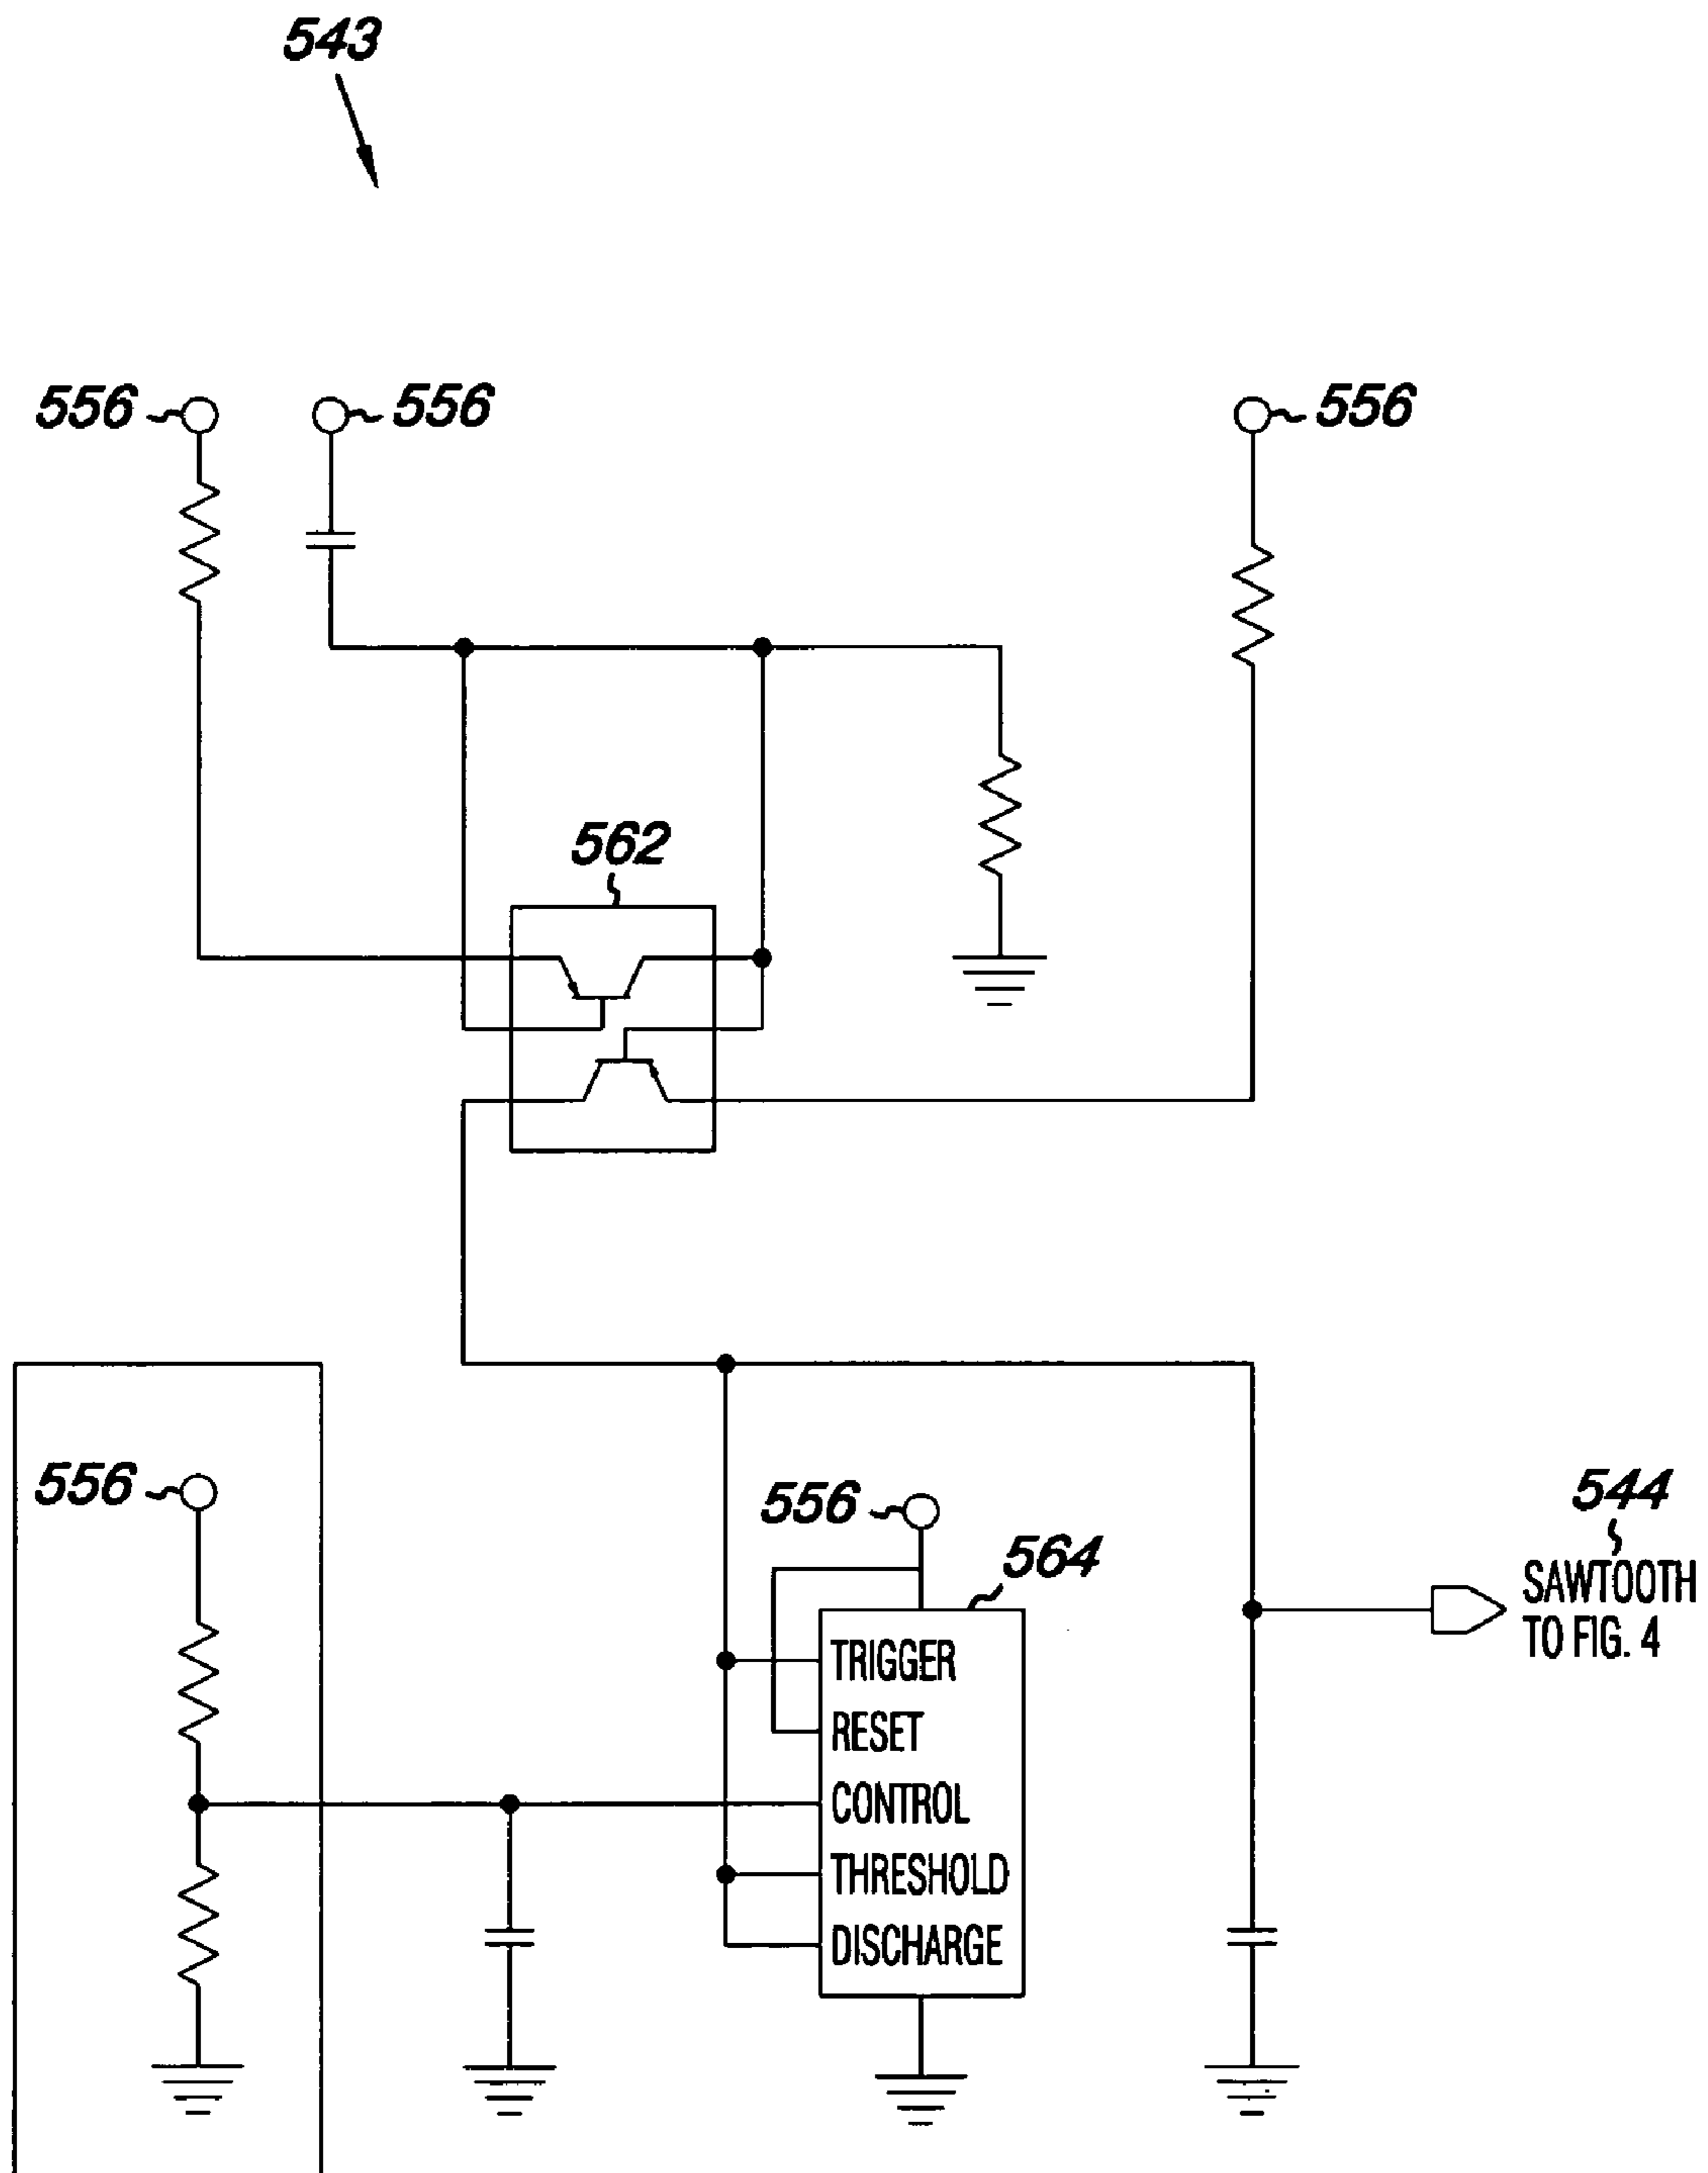 543
556
556
556
562
556
556
544
564
SAWTOOTH
TO FIG. 4
TRIGGER
RESET
CONTROL
THRESHOLD
DISCHARGE